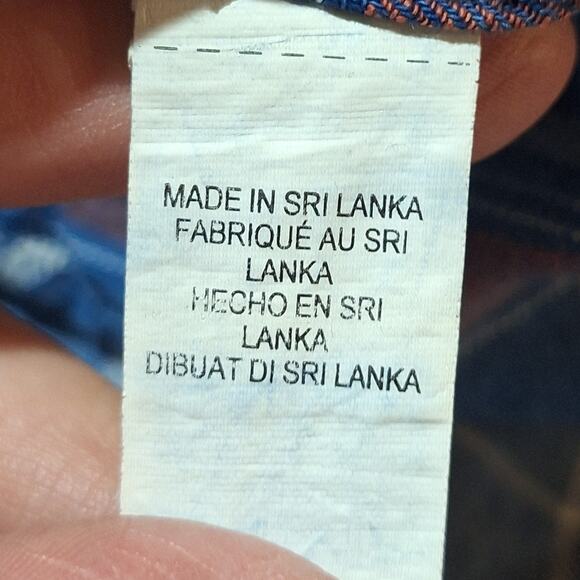 MADE IN SRI LANKA
FABRIQUÉ AU SRI
LANKA
HECHO EN SRI
LANKA
DIBUAT DI SRI LANKA